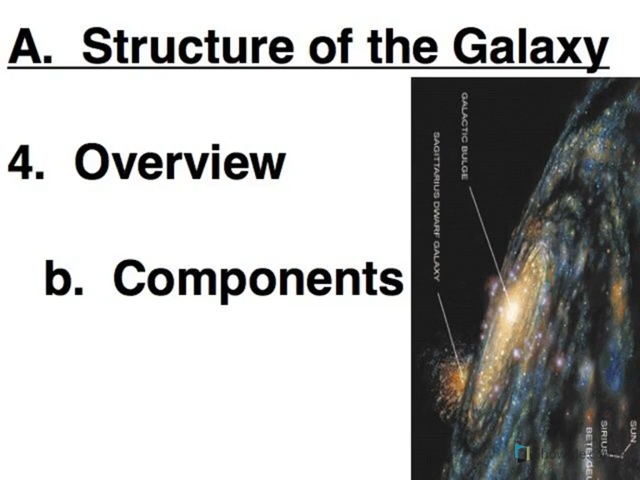 A. Structure of the Galaxy
4. Overview
b. Components
GALACTIC BULGE
SAGITTARIUS DWARF GALAXY
SUN
SIRIUS